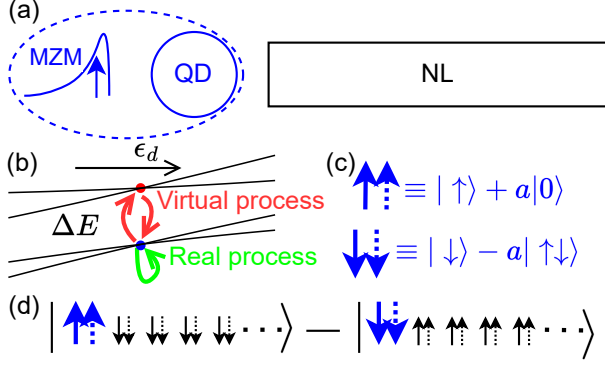 (a)
MZM QD NL
(b) ϵ_d (c)
Virtual process
ΔE
Real process
≡ | ↑⟩ + a|0⟩
≡ | ↓⟩ − a| ↑↓⟩
(d) | ··· ⟩ — | ··· ⟩